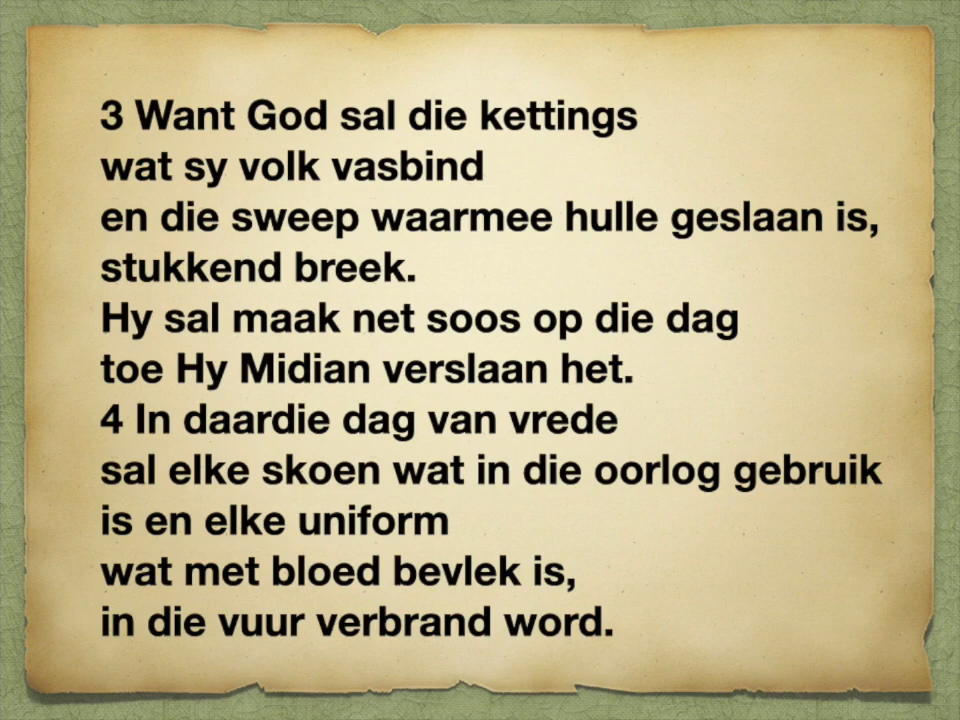 3 Want God sal die kettings
wat sy volk vasbind
en die sweep waarmee hulle geslaan is,
stukkend breek.
Hy sal maak net soos op die dag
toe Hy Midian verslaan het.
4 In daardie dag van vrede
sal elke skoen wat in die oorlog gebruik
is en elke uniform
wat met bloed bevlek is,
in die vuur verbrand word.